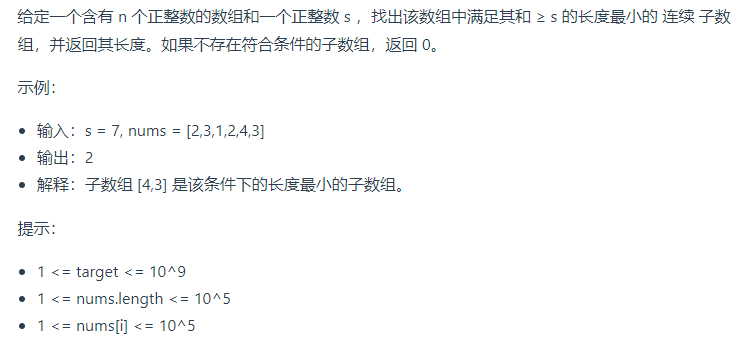 给定一个含有 n 个正整数的数组和一个正整数 s ，找出该数组中满足其和 ≥ s 的长度最小的 连续 子数
组，并返回其长度。如果不存在符合条件的子数组，返回 0。
示例：
• 输入：s = 7, nums = [2,3,1,2,4,3]
• 输出：2
• 解释：子数组 [4,3] 是该条件下的长度最小的子数组。
提示：
• 1 <= target <= 10^9
• 1 <= nums.length <= 10^5
• 1 <= nums[i] <= 10^5